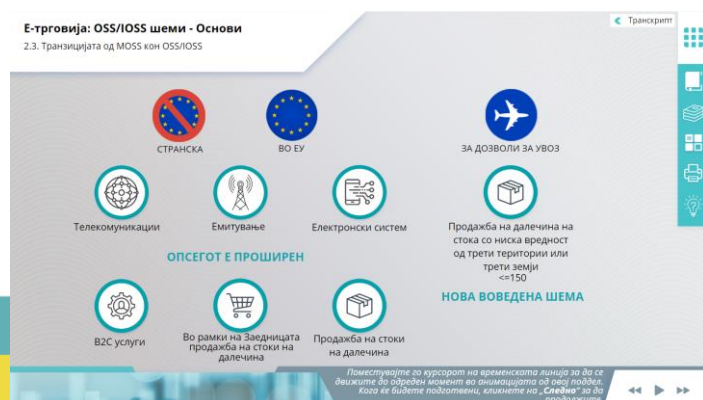 Е-трговија: OSS/IOSS шеми - Основи
2.3. Транзицијата од MOSS кон OSS/IOSS
Транскрипт
СТРАНСКА
ВО ЕУ
ЗА ДОЗВОЛИ ЗА УВОЗ
Телекомуникации
Емитување
Електронски систем
Продажба на далечина на
стока со ниска вредност
од трети територии или
трети земји
<=150
ОПСЕГОТ Е ПРОШИРЕН
НОВА ВОВЕДЕНА ШЕМА
B2C услуги
Во рамки на Заедницата
продажба на стоки на
далечина
Продажба на стоки
на далечина
Поместувајте го курсорот на временската линија за да се
движите до одреден момент во анимацијата од овој поддел.
Кога ќе бидете подготвени, кликнете на „Следно“ за да
продолжите.